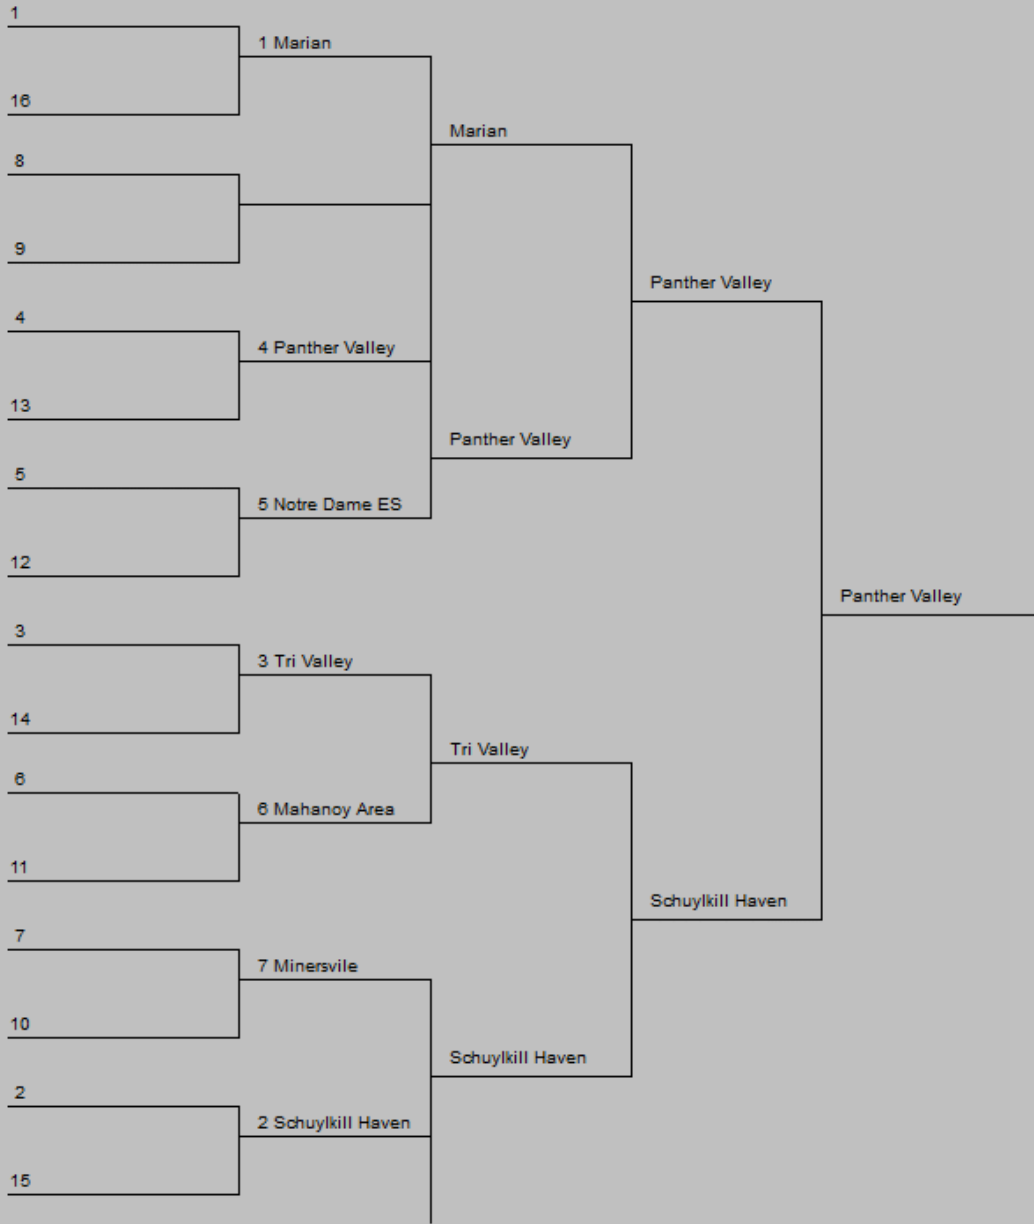 1
1 Marian
16
Marian
8
9
Panther Valley
4
4 Panther Valley
13
Panther Valley
5
5 Notre Dame ES
12
Panther Valley
3
3 Tri Valley
14
Tri Valley
6
6 Mahanoy Area
11
Schuylkill Haven
7
7 Minersvile
10
Schuylkill Haven
2
2 Schuylkill Haven
15